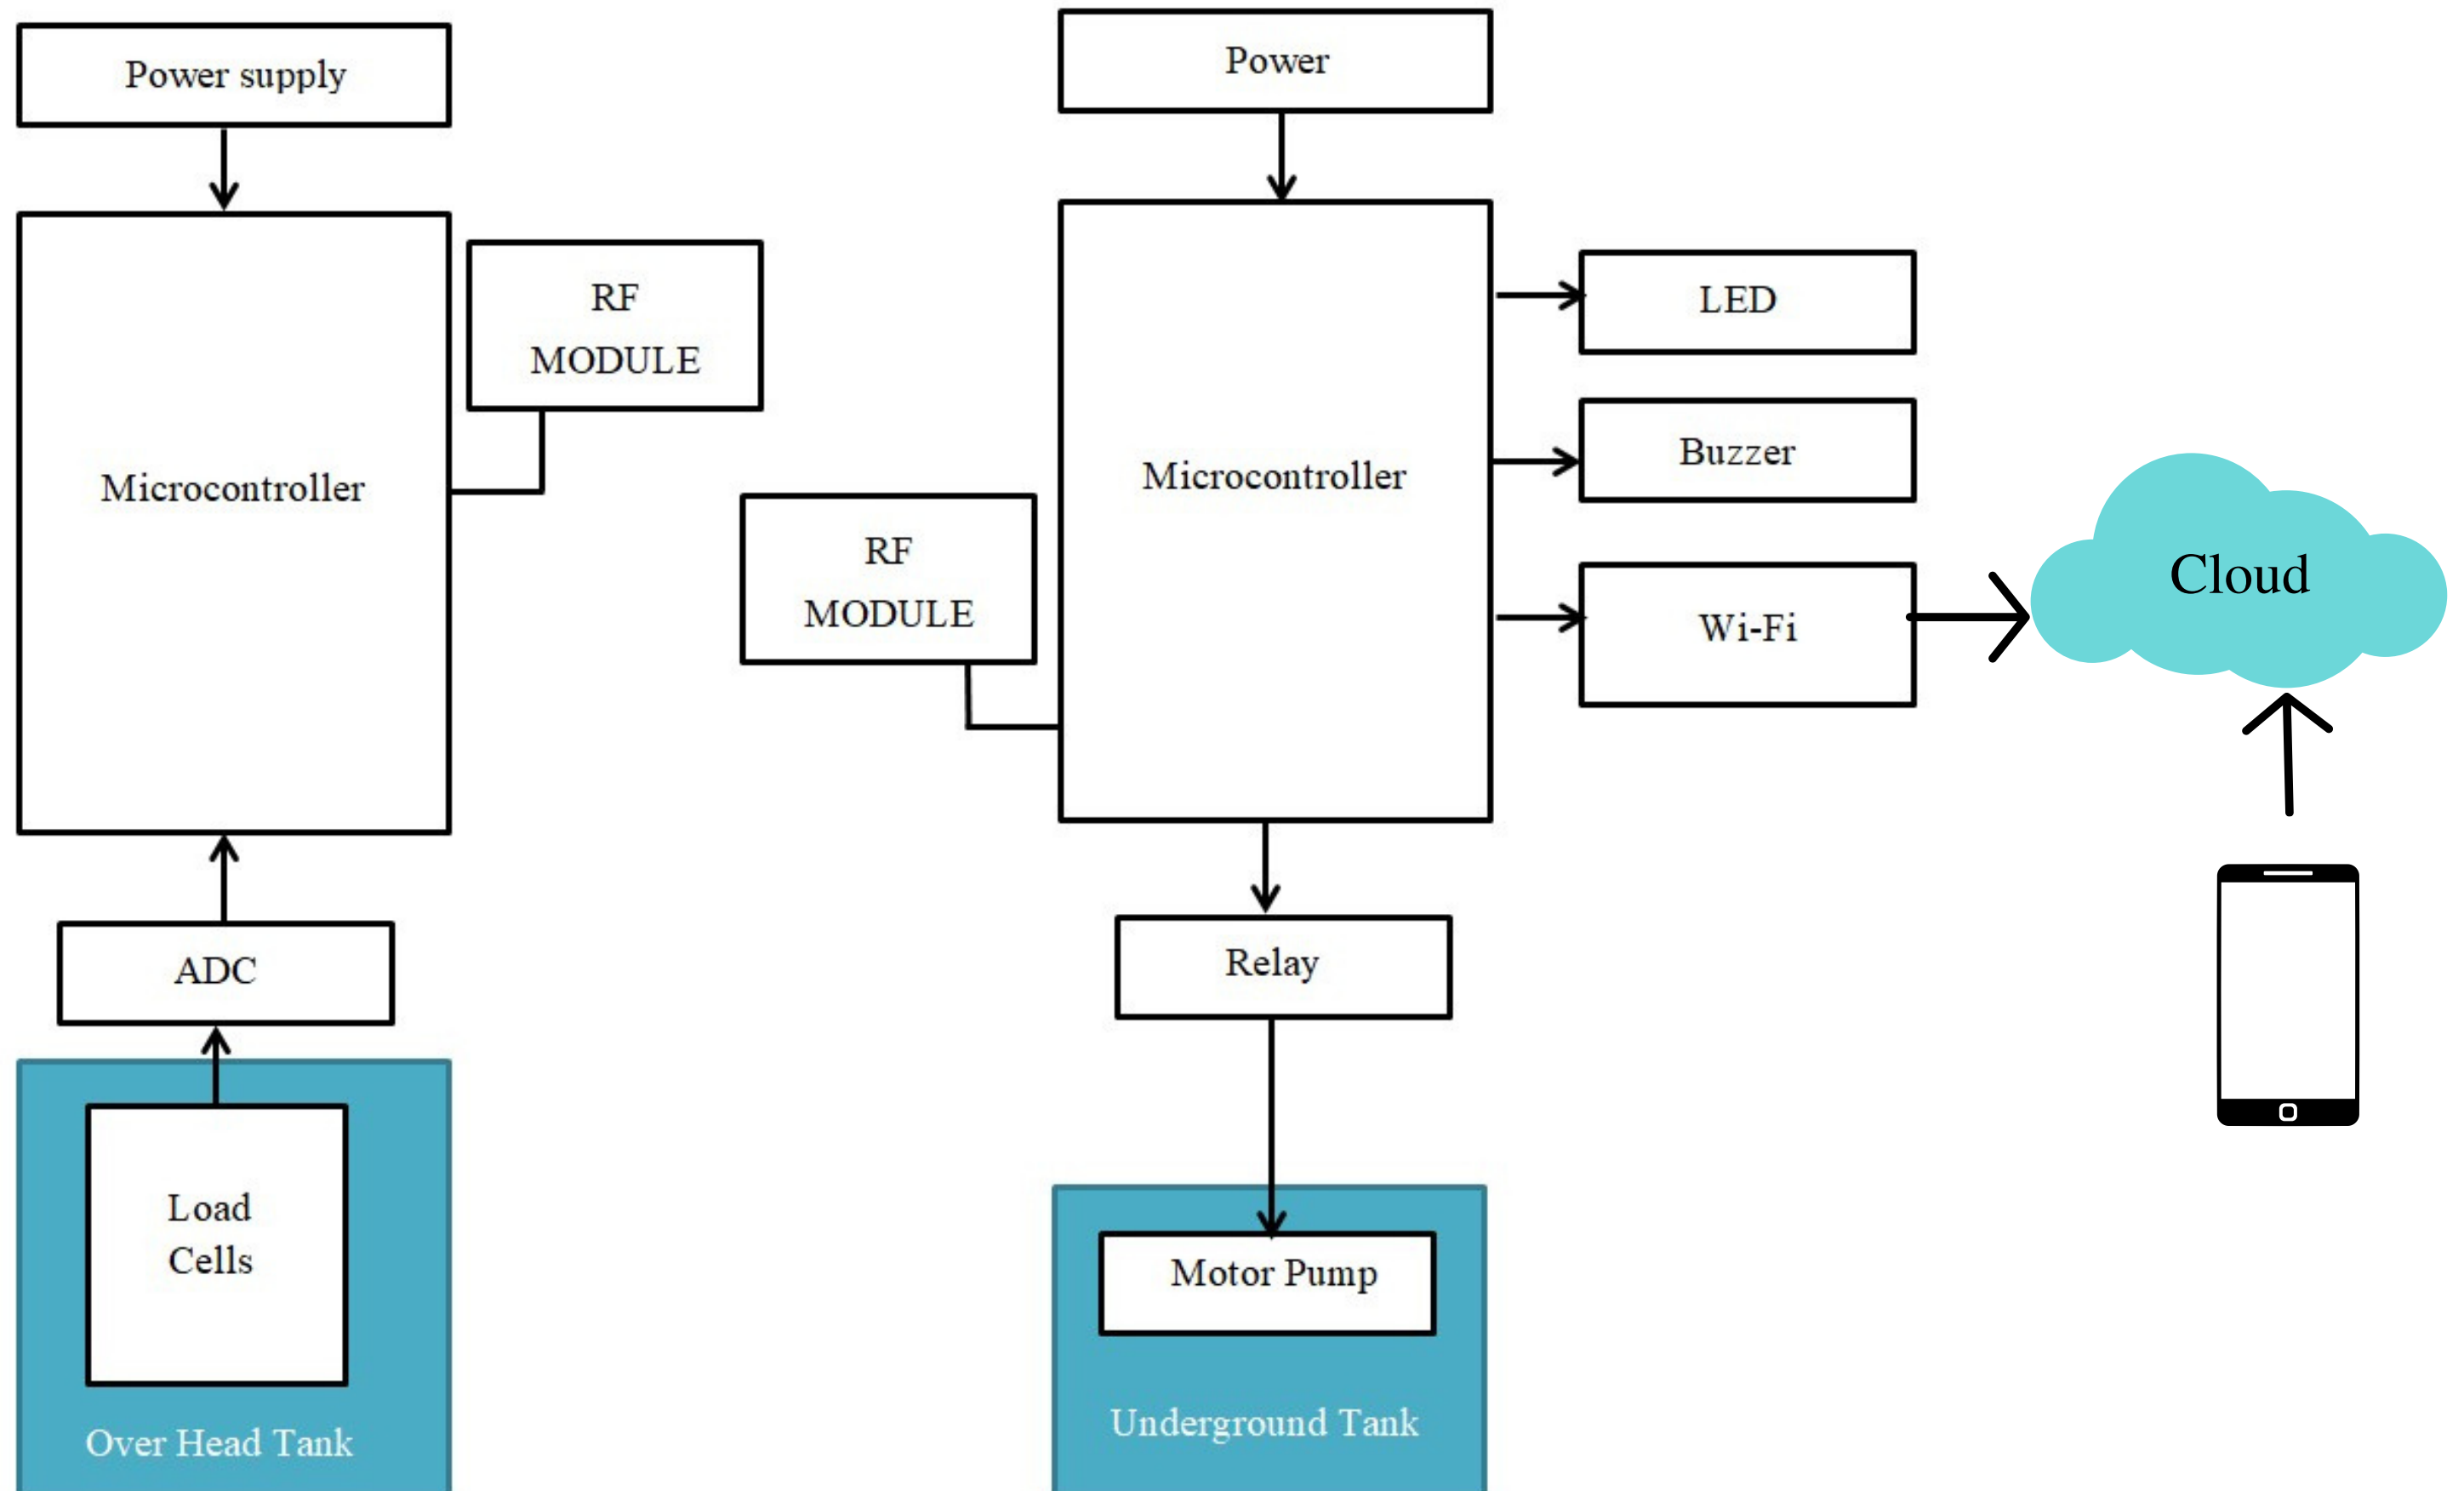 Power supply
Microcontroller
RF
MODULE
ADC
Load
Cells
Over Head Tank
Power
Microcontroller
RF
MODULE
LED
Buzzer
Wi-Fi
Cloud
Relay
Motor Pump
Underground Tank